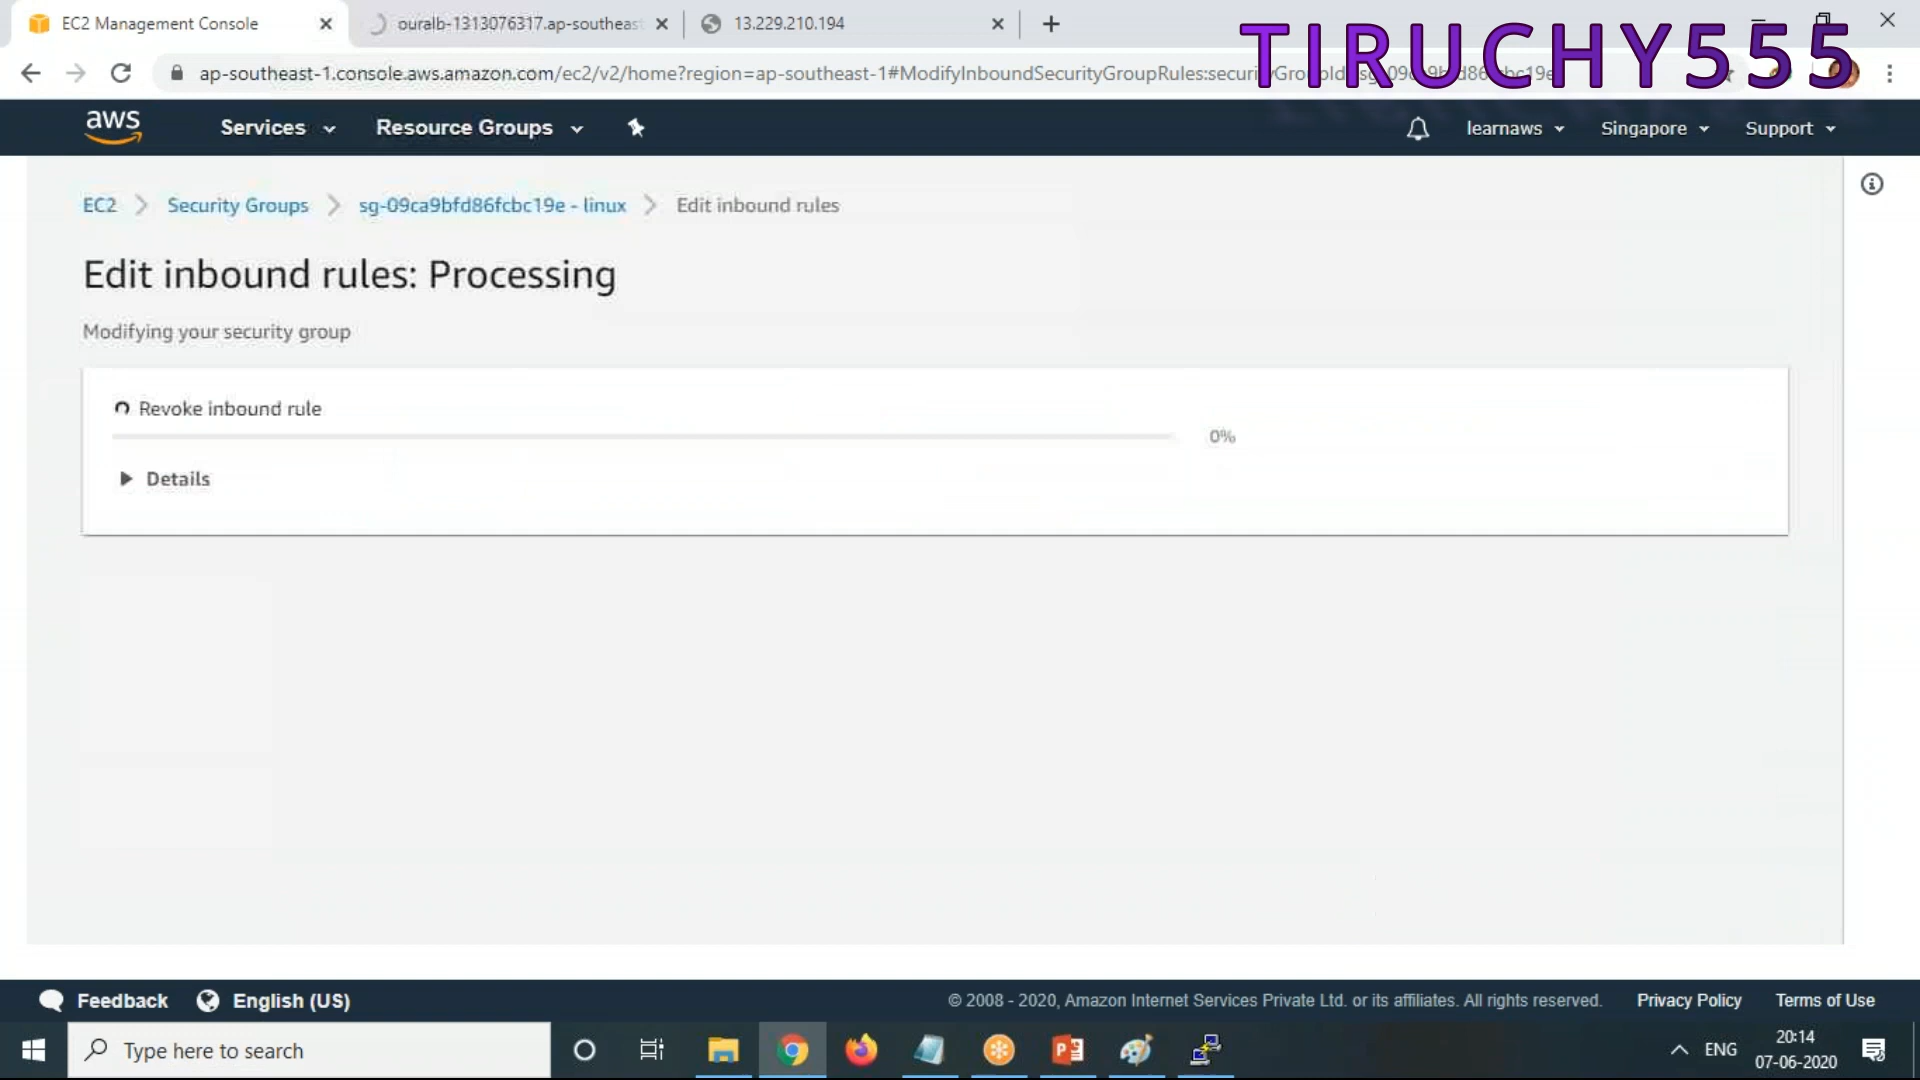 EC2 Management Console
ouralb-1313076317.ap-southeas
13.229.210.194
TIRUCHY555
ap-southeast-1.console.aws.amazon.com/ec2/v2/home?region=ap-southeast-1#ModifyInboundSecurityGroupRules:securi
aws
Services
Resource Groups
learnaws
Singapore
Support
EC2
Security Groups
sg-09ca9bfd86fcbc19e - linux
Edit inbound rules
Edit inbound rules: Processing
Modifying your security group
Revoke inbound rule
0%
Details
Feedback
English (US)
© 2008 - 2020, Amazon Internet Services Private Ltd. or its affiliates. All rights reserved.
Privacy Policy
Terms of Use
Type here to search
ENG
20:14
07-06-2020